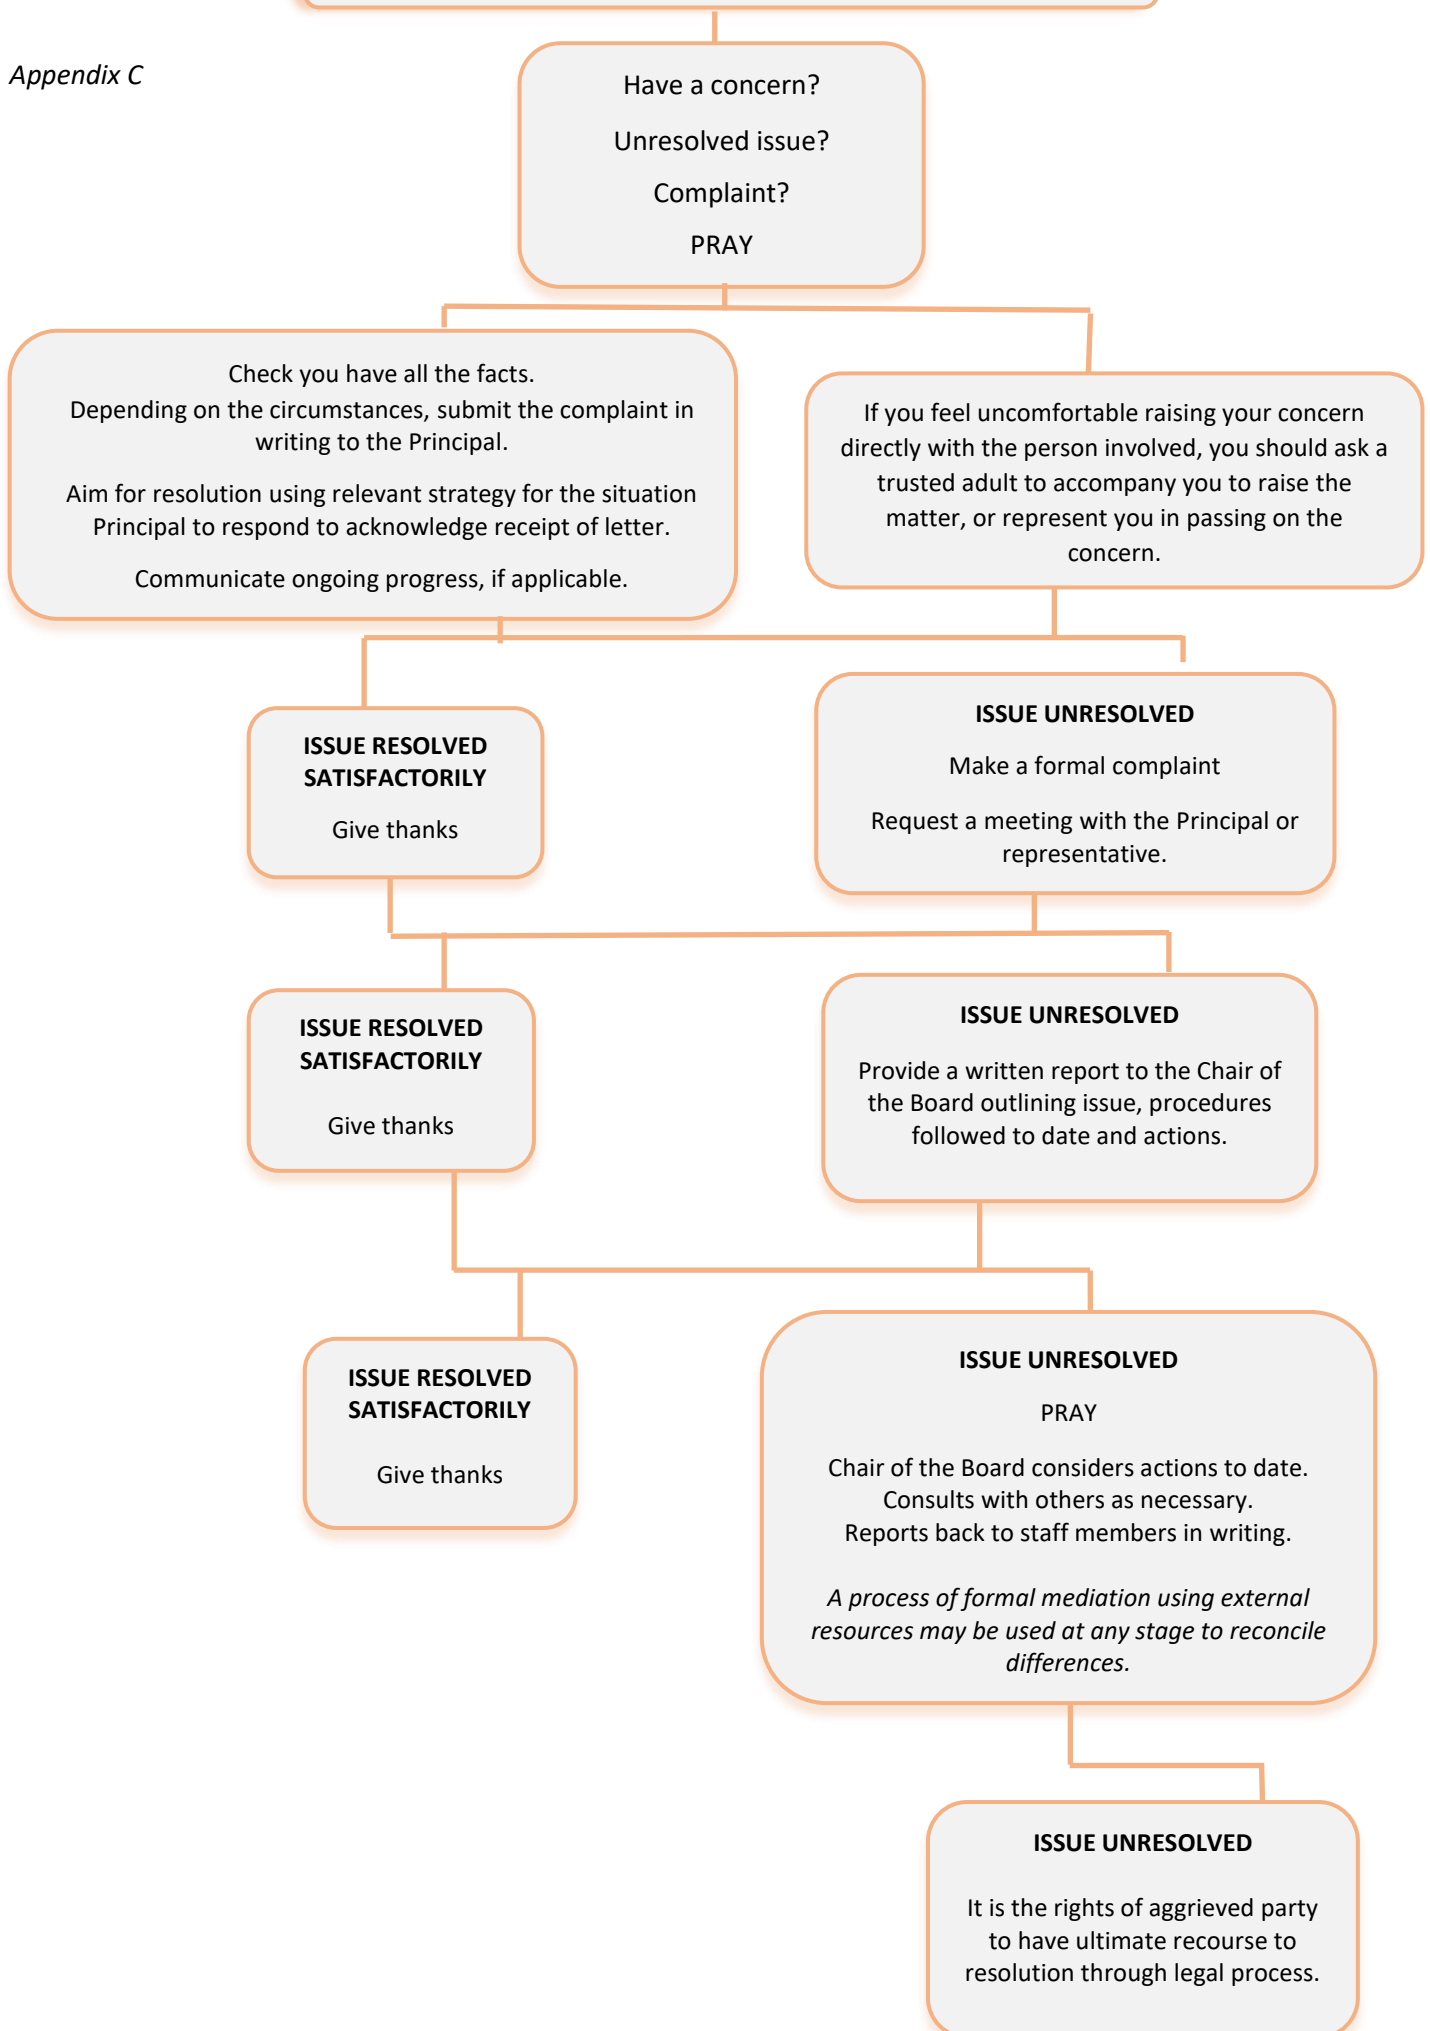 Appendix C
Have a concern?
Unresolved issue?
Complaint?
PRAY
Check you have all the facts.
Depending on the circumstances, submit the complaint in
writing to the Principal.
Aim for resolution using relevant strategy for the situation
Principal to respond to acknowledge receipt of letter.
Communicate ongoing progress, if applicable.
If you feel uncomfortable raising your concern
directly with the person involved, you should ask a
trusted adult to accompany you to raise the
matter, or represent you in passing on the
concern.
ISSUE RESOLVED
SATISFACTORILY
Give thanks
ISSUE UNRESOLVED
Make a formal complaint
Request a meeting with the Principal or
representative.
ISSUE RESOLVED
SATISFACTORILY
Give thanks
ISSUE UNRESOLVED
Provide a written report to the Chair of
the Board outlining issue, procedures
followed to date and actions.
ISSUE RESOLVED
SATISFACTORILY
Give thanks
ISSUE UNRESOLVED
PRAY
Chair of the Board considers actions to date.
Consults with others as necessary.
Reports back to staff members in writing.
A process of formal mediation using external
resources may be used at any stage to reconcile
differences.
ISSUE UNRESOLVED
It is the rights of aggrieved party
to have ultimate recourse to
resolution through legal process.